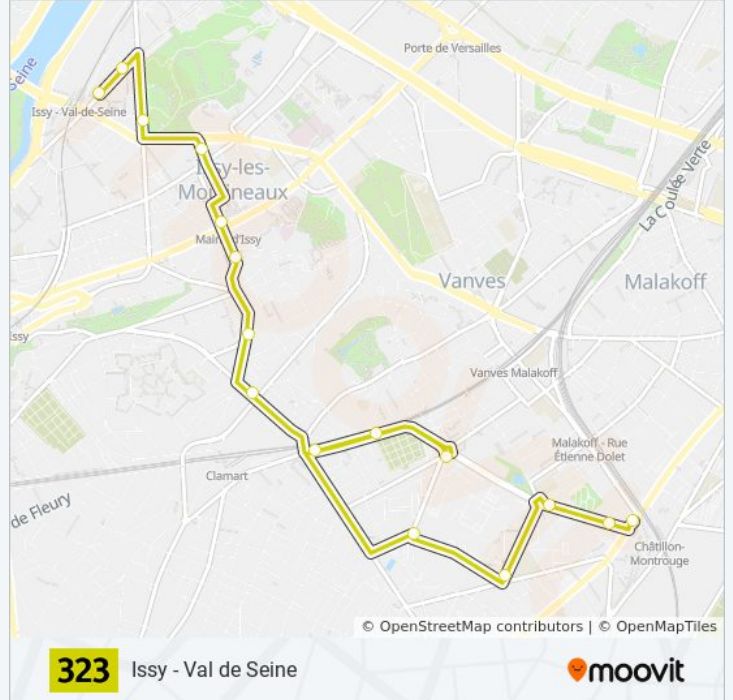 Seine
Porte de Versailles
Issy - Val-de-Seine
La Coulée Verte
Issy-les-
Moulineaux
Mairie d'Issy
Vanves
Malakoff
ssy
Vanves Malakoff
Malakoff - Rue
Étienne Dolet
Clamart
de Fleury
Châtillon-
Montrouge
© OpenStreetMap contributors | © OpenMapTiles
323 Issy - Val de Seine
moovit